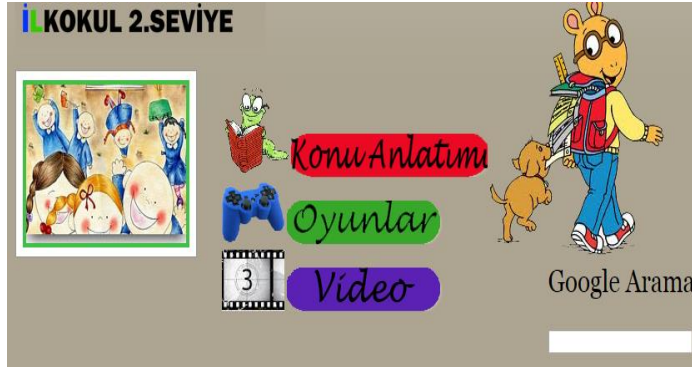 İLKOKUL 2.SEVİYE
Konu Anlatımı
Oyunlar
3
Video
Google Arama